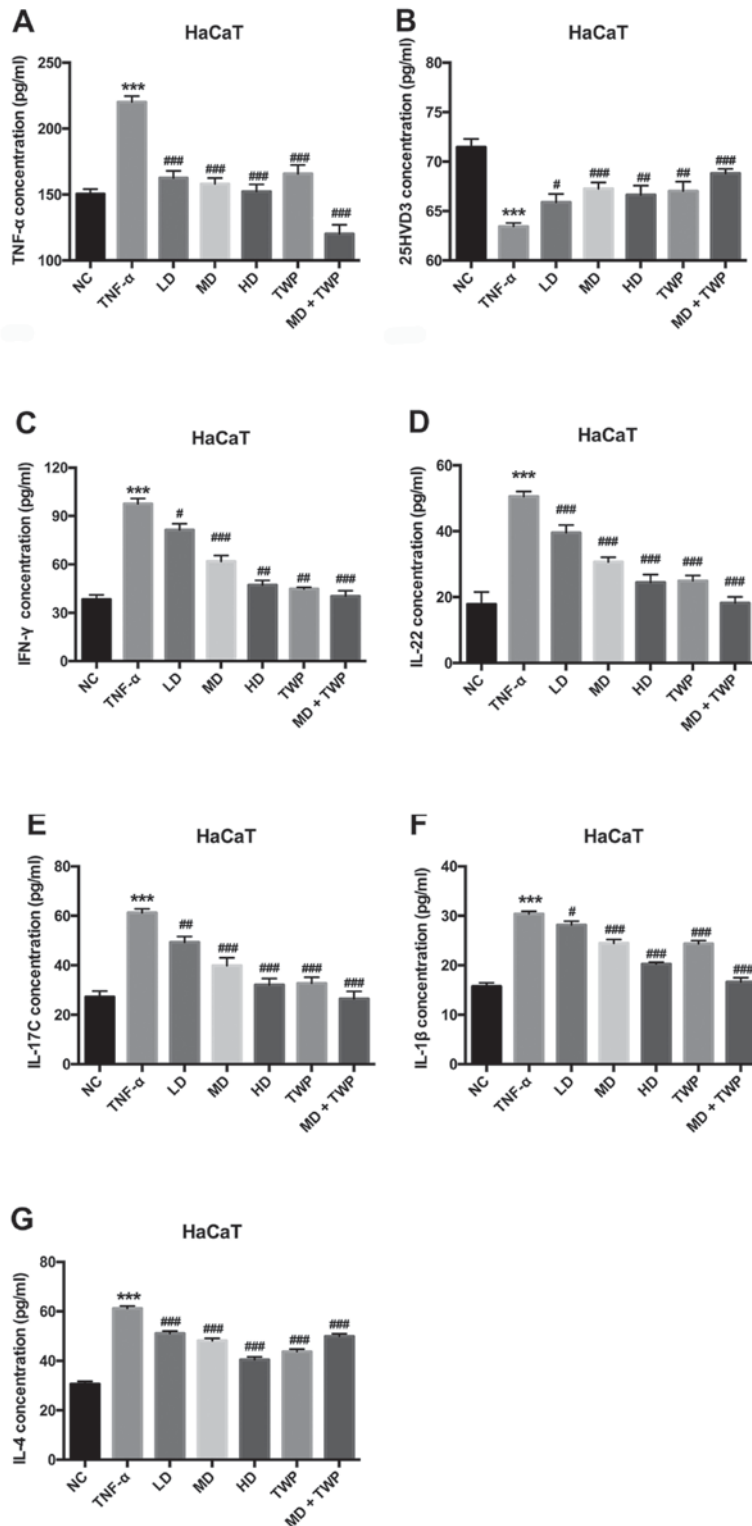 A
HaCaT
TNF-α concentration (pg/ml)
250
200
150
100
***
###
###
###
###
###
NC
TNF-α
LD
MD
HD
TWP
MD + TWP
B
HaCaT
25HVD3 concentration (pg/ml)
80
75
70
65
60
***
#
###
##
##
###
NC
TNF-α
LD
MD
HD
TWP
MD + TWP
C
HaCaT
IFN-γ concentration (pg/ml)
120
90
60
30
0
***
#
###
##
##
###
NC
TNF-α
LD
MD
HD
TWP
MD + TWP
D
HaCaT
IL-22 concentration (pg/ml)
60
40
20
0
***
###
###
###
###
###
NC
TNF-α
LD
MD
HD
TWP
MD + TWP
E
HaCaT
IL-17C concentration (pg/ml)
80
60
40
20
0
***
##
###
###
###
###
NC
TNF-α
LD
MD
HD
TWP
MD + TWP
F
HaCaT
IL-1β concentration (pg/ml)
40
30
20
10
0
***
#
###
###
###
###
NC
TNF-α
LD
MD
HD
TWP
MD + TWP
G
HaCaT
IL-4 concentration (pg/ml)
80
60
40
20
0
***
###
###
###
###
###
NC
TNF-α
LD
MD
HD
TWP
MD + TWP